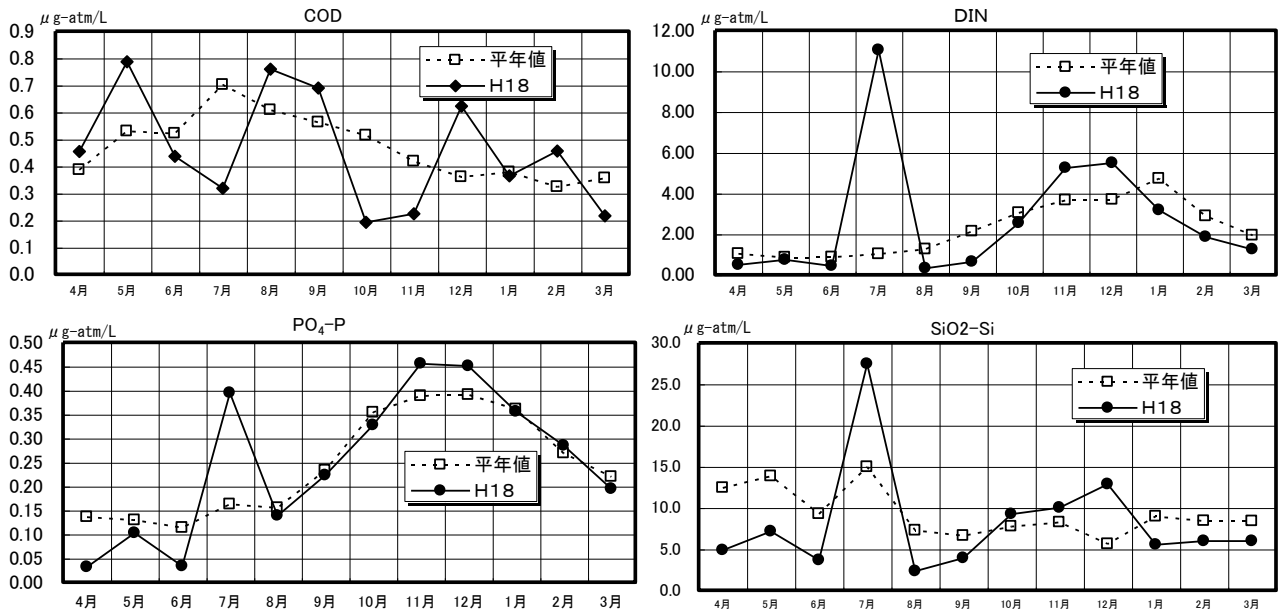 μg-atm/L COD
0.9
0.8
0.7
0.6
0.5
0.4
0.3
0.2
0.1
0.0
平年値
H18
4月 5月 6月 7月 8月 9月 10月 11月 12月 1月 2月 3月
μg-atm/L DIN
12.00
10.00
8.00
6.00
4.00
2.00
0.00
平年値
H18
4月 5月 6月 7月 8月 9月 10月 11月 12月 1月 2月 3月
μg-atm/L PO₄-P
0.50
0.45
0.40
0.35
0.30
0.25
0.20
0.15
0.10
0.05
0.00
平年値
H18
4月 5月 6月 7月 8月 9月 10月 11月 12月 1月 2月 3月
μg-atm/L SiO2-Si
30.0
25.0
20.0
15.0
10.0
5.0
0.0
平年値
H18
4月 5月 6月 7月 8月 9月 10月 11月 12月 1月 2月 3月